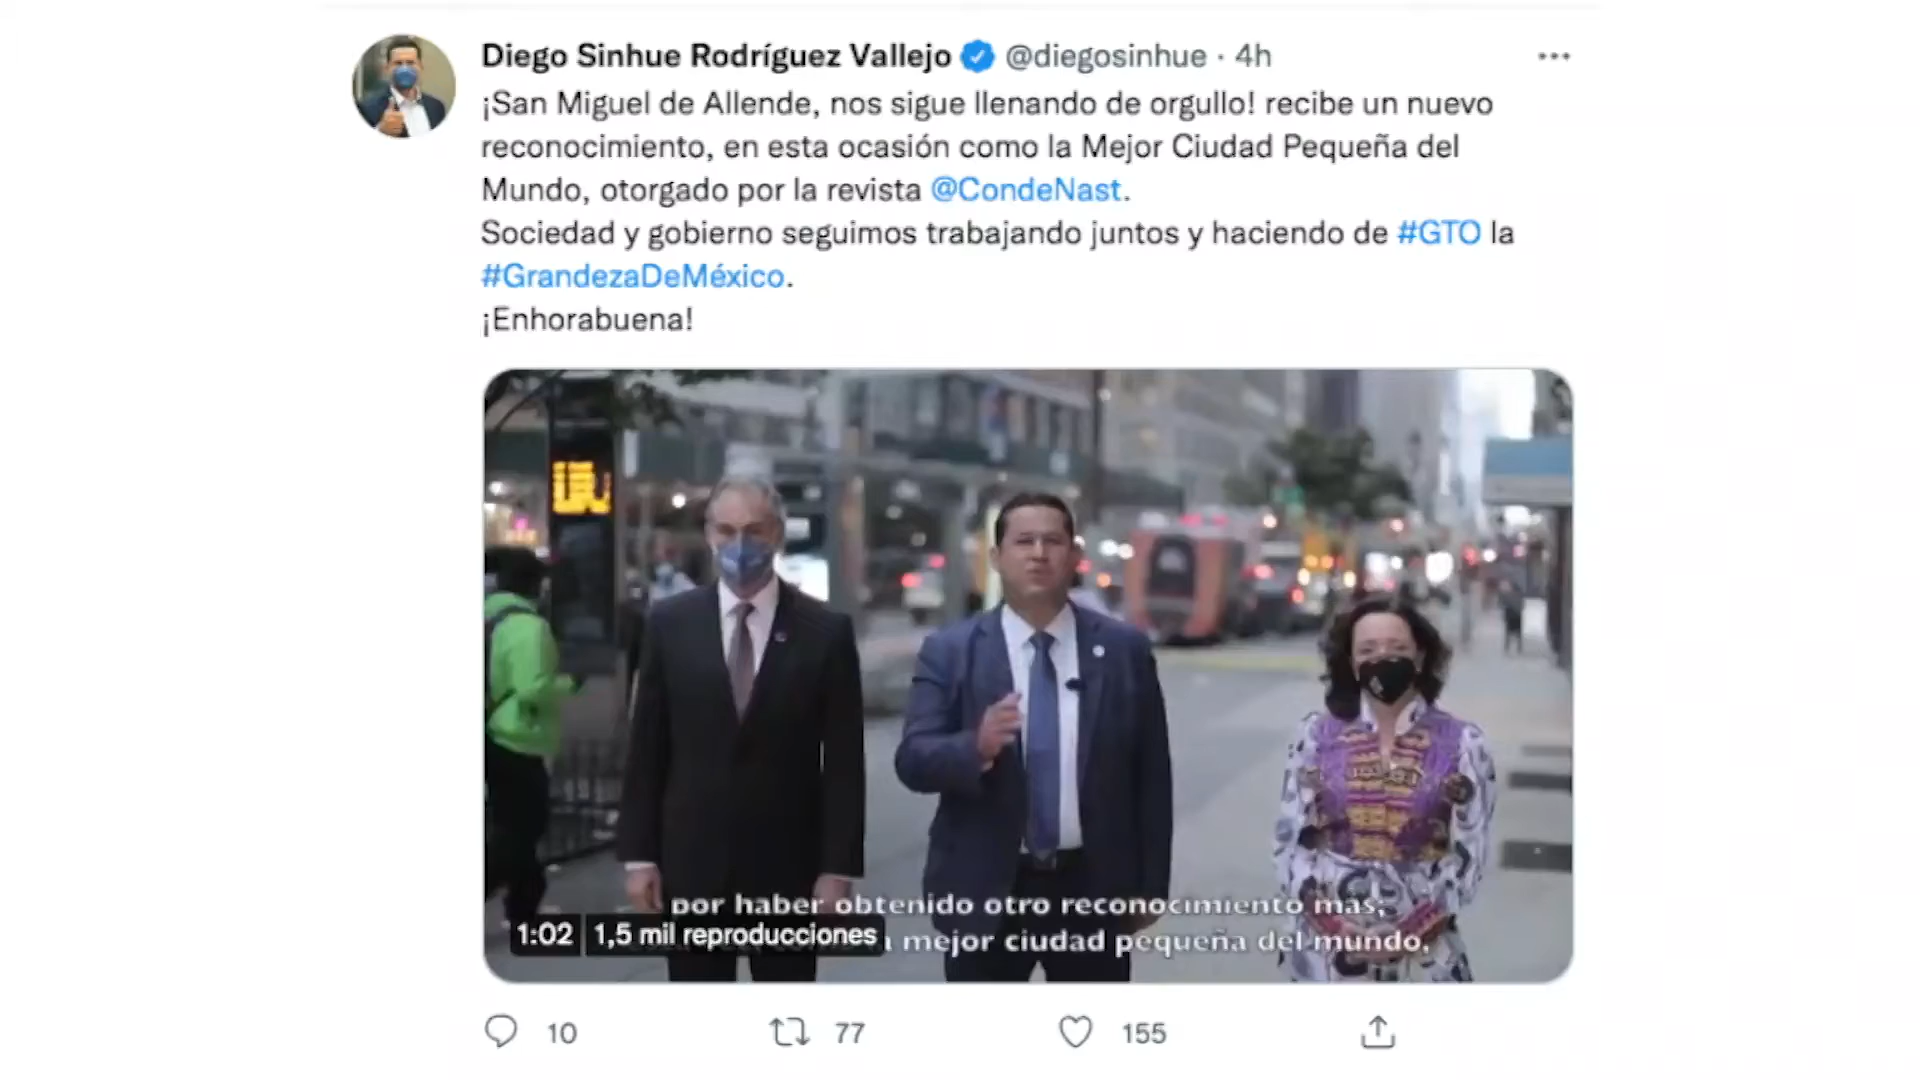 Diego Sinhue Rodríguez Vallejo @diegosinhue · 4h
¡San Miguel de Allende, nos sigue llenando de orgullo! recibe un nuevo
reconocimiento, en esta ocasión como la Mejor Ciudad Pequeña del
Mundo, otorgado por la revista @CondeNast.
Sociedad y gobierno seguimos trabajando juntos y haciendo de #GTO la
#GrandezaDeMéxico.
¡Enhorabuena!
por haber obtenido otro reconocimiento más;
1:02 1,5 mil reproducciones mejor ciudad pequeña del mundo,
10 77 155